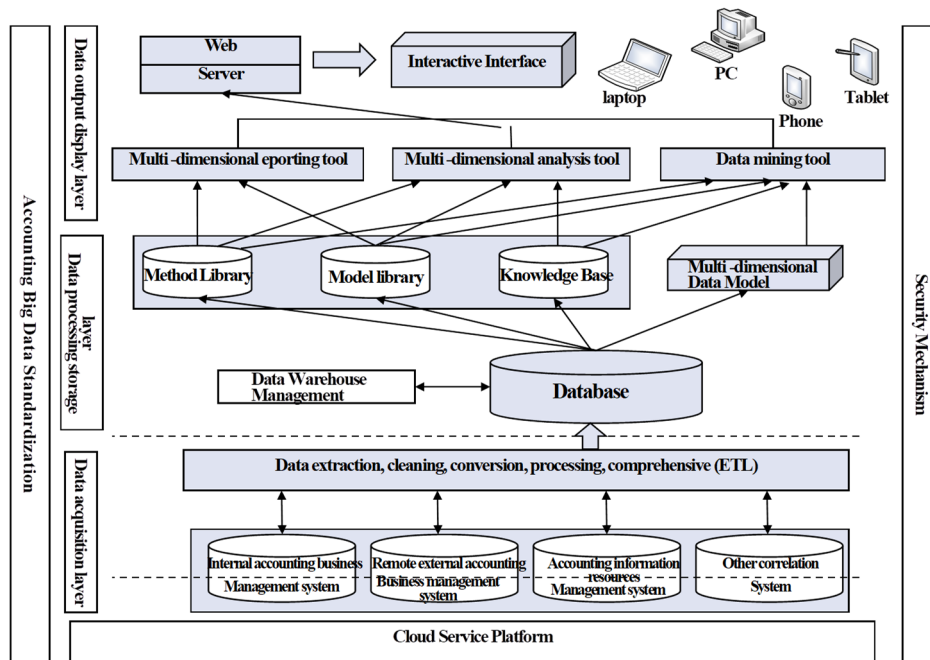 Accounting Big Data Standardization
Data output display layer
Web
Server
Interactive Interface
laptop
PC
Phone
Tablet
Multi -dimensional eporting tool
Multi -dimensional analysis tool
Data mining tool
Data processing storage
layer
Method Library
Model library
Knowledge Base
Multi -dimensional
Data Model
Data Warehouse
Management
Database
Data acquisition layer
Data extraction, cleaning, conversion, processing, comprehensive (ETL)
Internal accounting business
Management system
Remote external accounting
Business management
system
Accounting information
resources
Management system
Other correlation
System
Cloud Service Platform
Security Mechanism